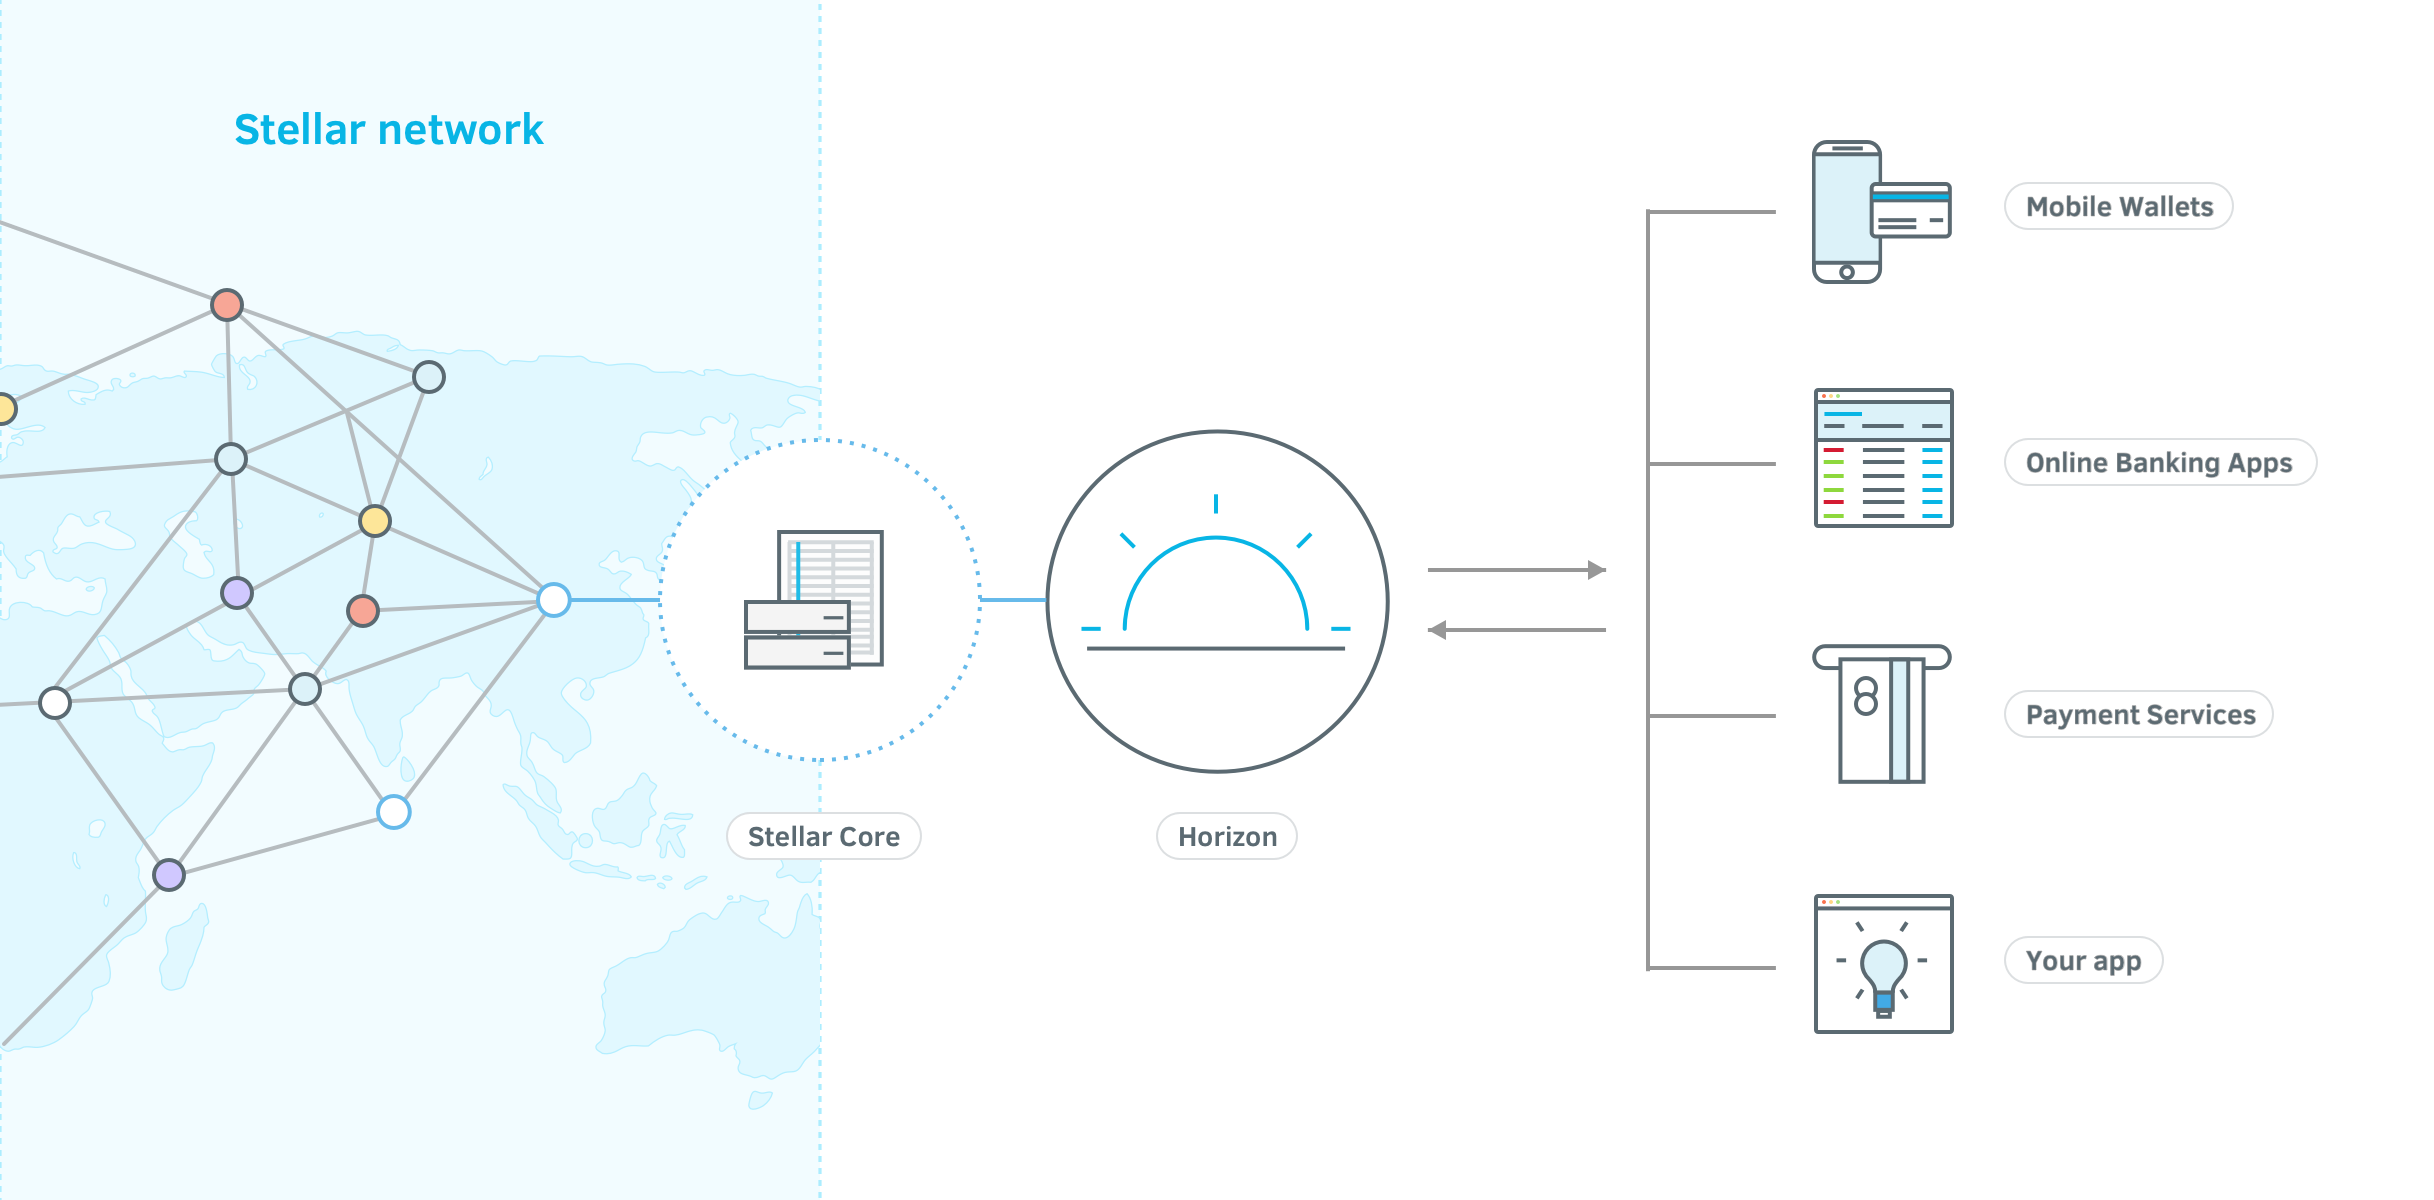 Stellar network
Mobile Wallets
Online Banking Apps
Payment Services
Stellar Core
Horizon
Your app